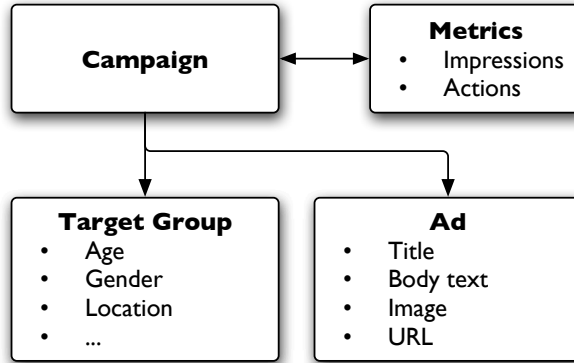 Campaign
Metrics
• Impressions
• Actions
Target Group
• Age
• Gender
• Location
• ...
Ad
• Title
• Body text
• Image
• URL